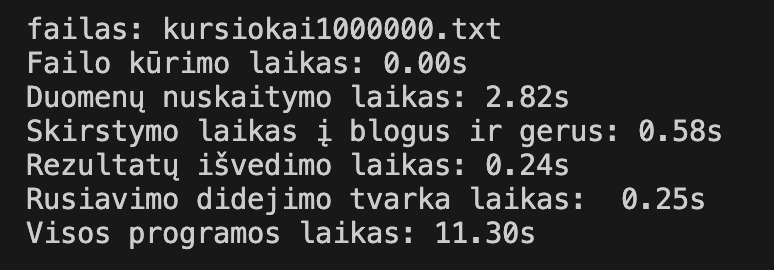 failas: kursiokai1000000.txt
Failo kūrimo laikas: 0.00s
Duomenų nuskaitymo laikas: 2.82s
Skirstymo laikas į blogus ir gerus: 0.58s
Rezultatų išvedimo laikas: 0.24s
Rusiavimo didejimo tvarka laikas:  0.25s
Visos programos laikas: 11.30s